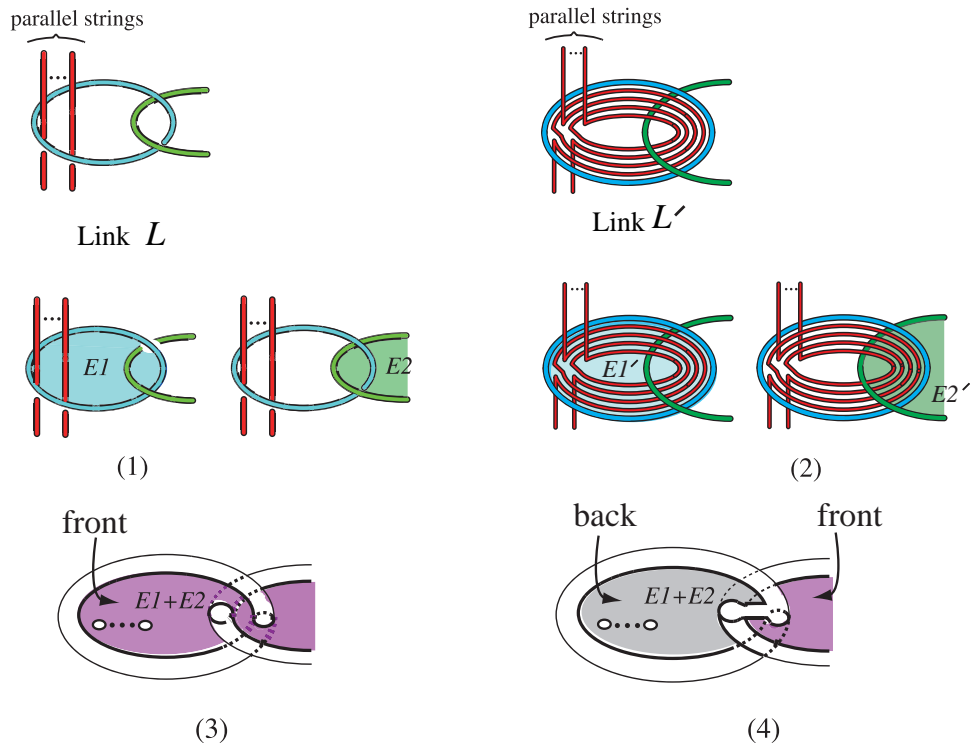 parallel strings
...
parallel strings
...
Link L
Link L′
...
E1
...
E2
...
E1′
...
E2′
(1)
(2)
front
E1+E2
(3)
back
front
E1+E2
(4)